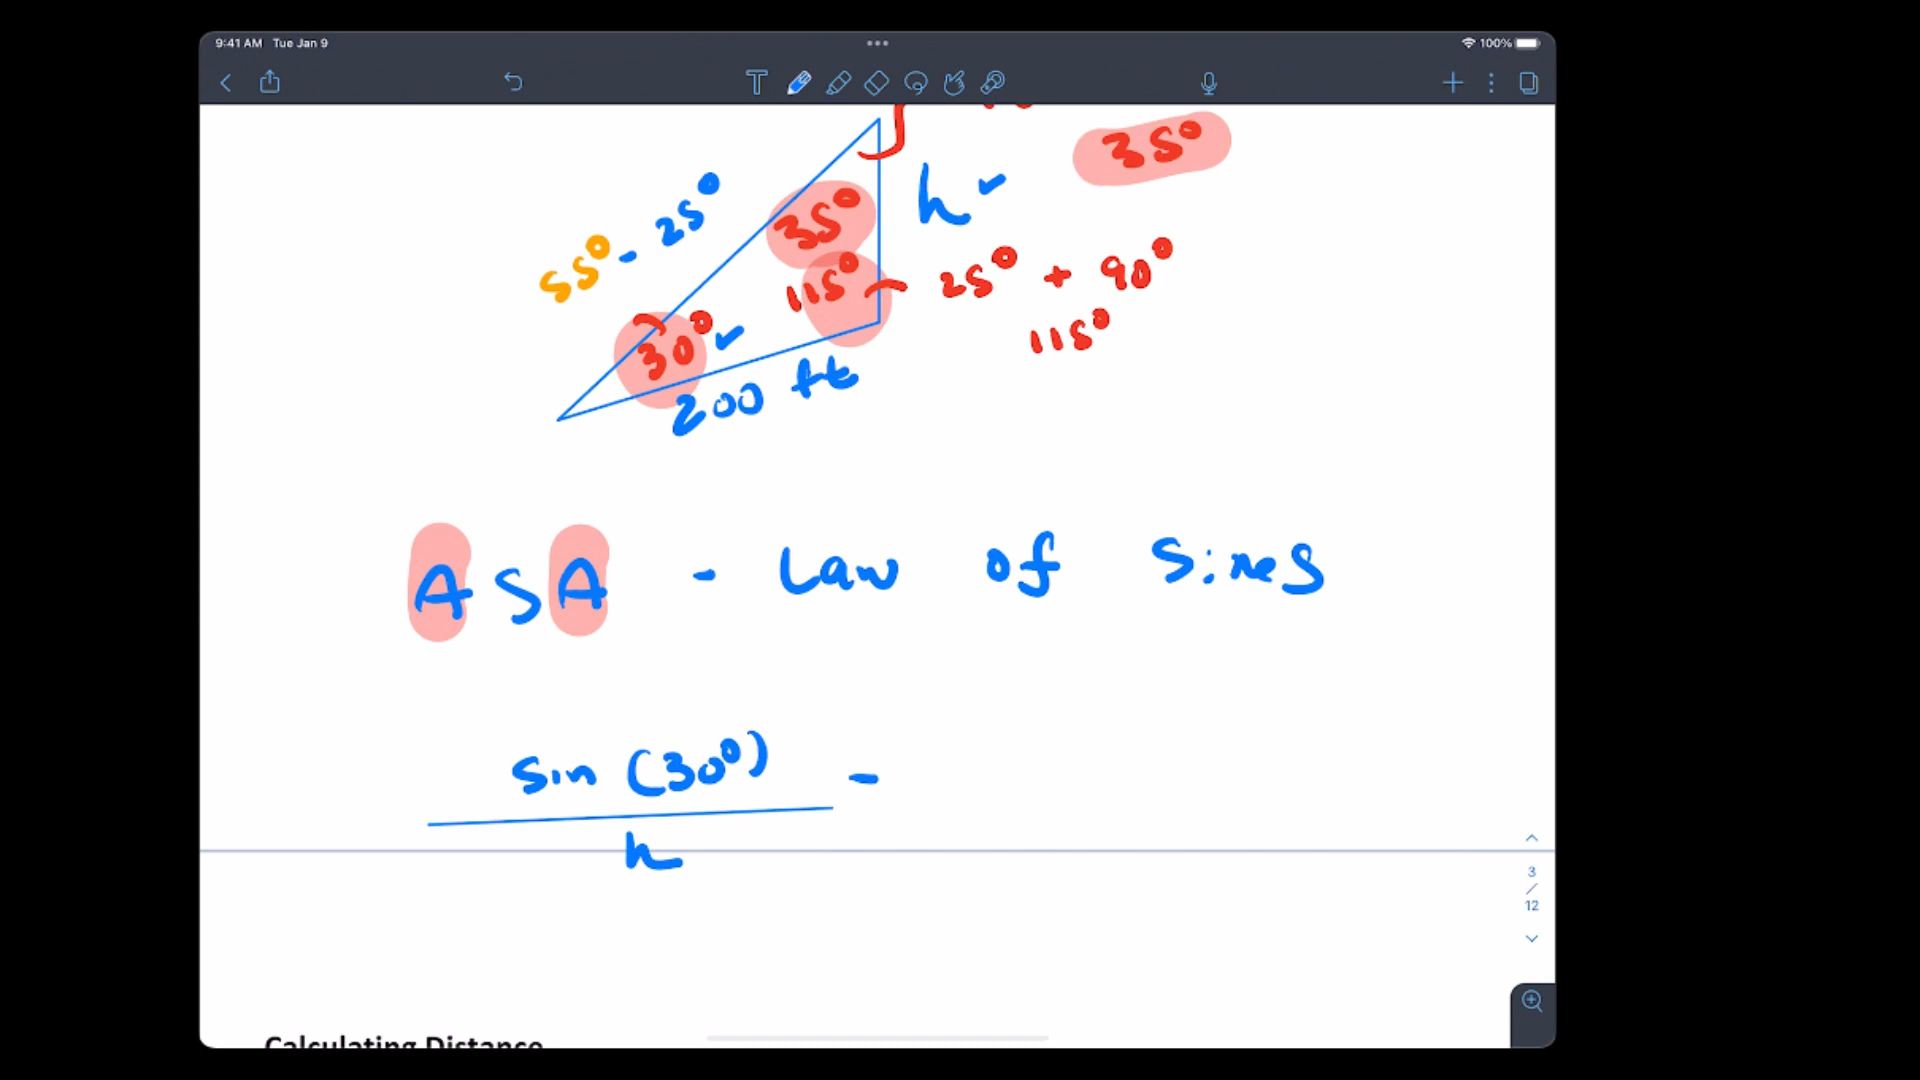 9:41 AM Tue Jan 9
100%
T
35°
h
55° - 25°
35°
115°
25° + 90°
115°
30°
200 ft
ASA - Law of Sines
sin (30°) -
h
3
/
12
Calculating Distance